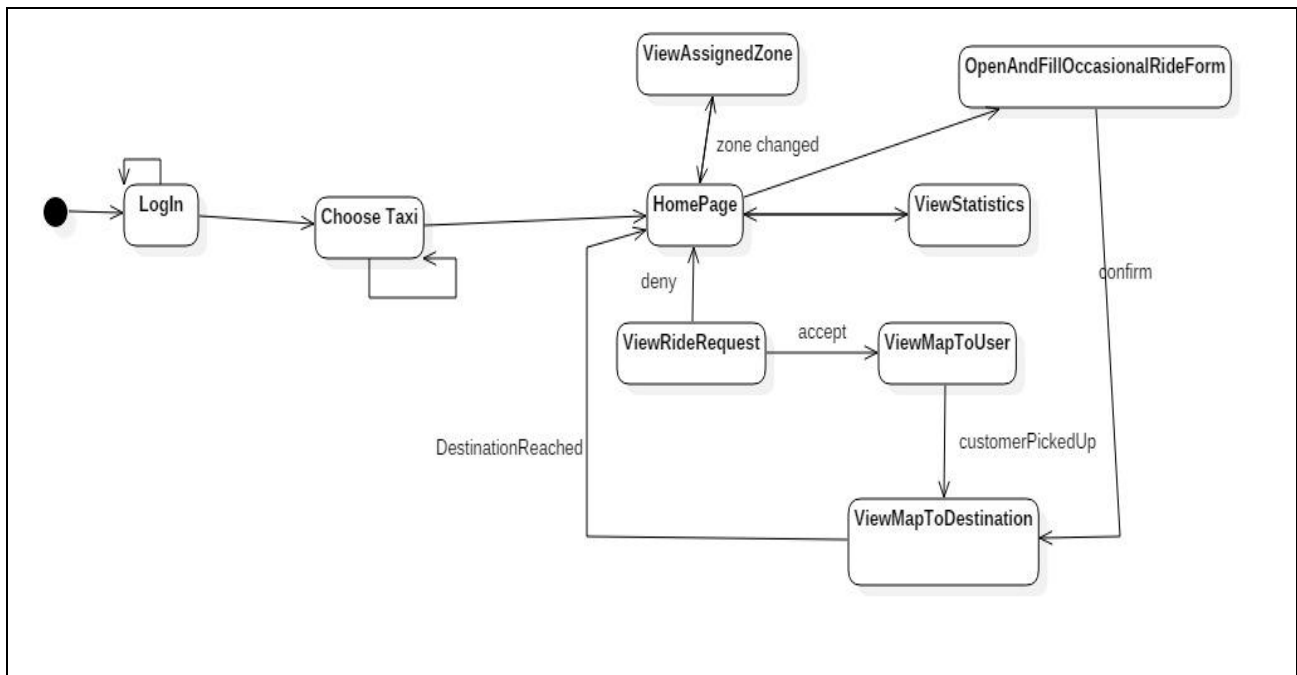 ViewAssignedZone
OpenAndFillOccasionalRideForm
zone changed
LogIn
Choose Taxi
HomePage
ViewStatistics
deny
confirm
ViewRideRequest
accept
ViewMapToUser
DestinationReached
customerPickedUp
ViewMapToDestination